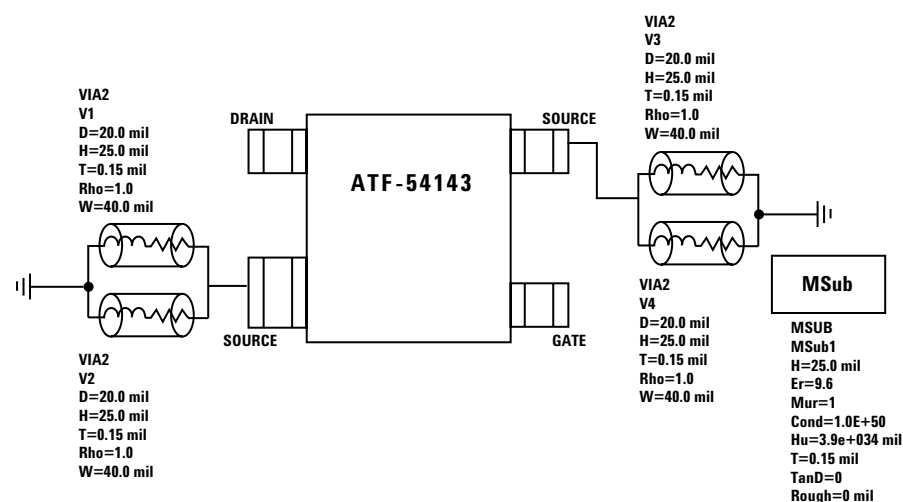 VIA2
V3
D=20.0 mil
H=25.0 mil
T=0.15 mil
Rho=1.0
W=40.0 mil
VIA2
V1
D=20.0 mil
H=25.0 mil
T=0.15 mil
Rho=1.0
W=40.0 mil
DRAIN
SOURCE
ATF-54143
SOURCE
GATE
VIA2
V2
D=20.0 mil
H=25.0 mil
T=0.15 mil
Rho=1.0
W=40.0 mil
VIA2
V4
D=20.0 mil
H=25.0 mil
T=0.15 mil
Rho=1.0
W=40.0 mil
MSub
MSUB
MSub1
H=25.0 mil
Er=9.6
Mur=1
Cond=1.0E+50
Hu=3.9e+034 mil
T=0.15 mil
TanD=0
Rough=0 mil